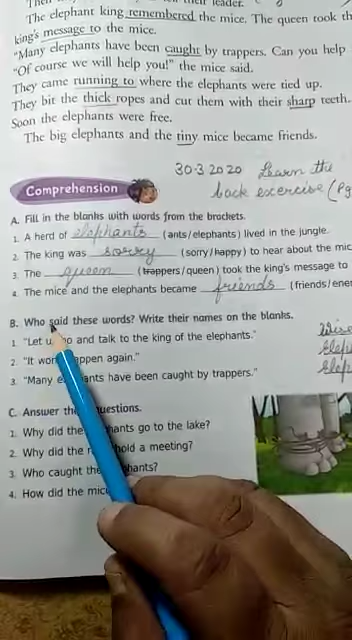 their leader.
The elephant king remembered the mice. The queen took th
king's message to the mice.
"Many elephants have been caught by trappers. Can you help
"Of course we will help you!" the mice said.
They came running to where the elephants were tied up.
They bit the thick ropes and cut them with their sharp teeth.
Soon the elephants were free.
The big elephants and the tiny mice became friends.
30.3.2020 Learn the
back exercise (Pg
Comprehension
A. Fill in the blanks with words from the brackets.
1. A herd of elephants (ants/elephants) lived in the jungle.
2. The king was sorry (sorry/happy) to hear about the mic
3. The queen (trappers/queen) took the king's message to
4. The mice and the elephants became friends (friends/ene
B. Who said these words? Write their names on the blanks.
1. "Let u o and talk to the king of the elephants." Wise
2. "It won appen again." Elep
3. "Many e ants have been caught by trappers." Elep
C. Answer the uestions.
1. Why did the hants go to the lake?
2. Why did the hold a meeting?
3. Who caught the hants?
4. How did the mic